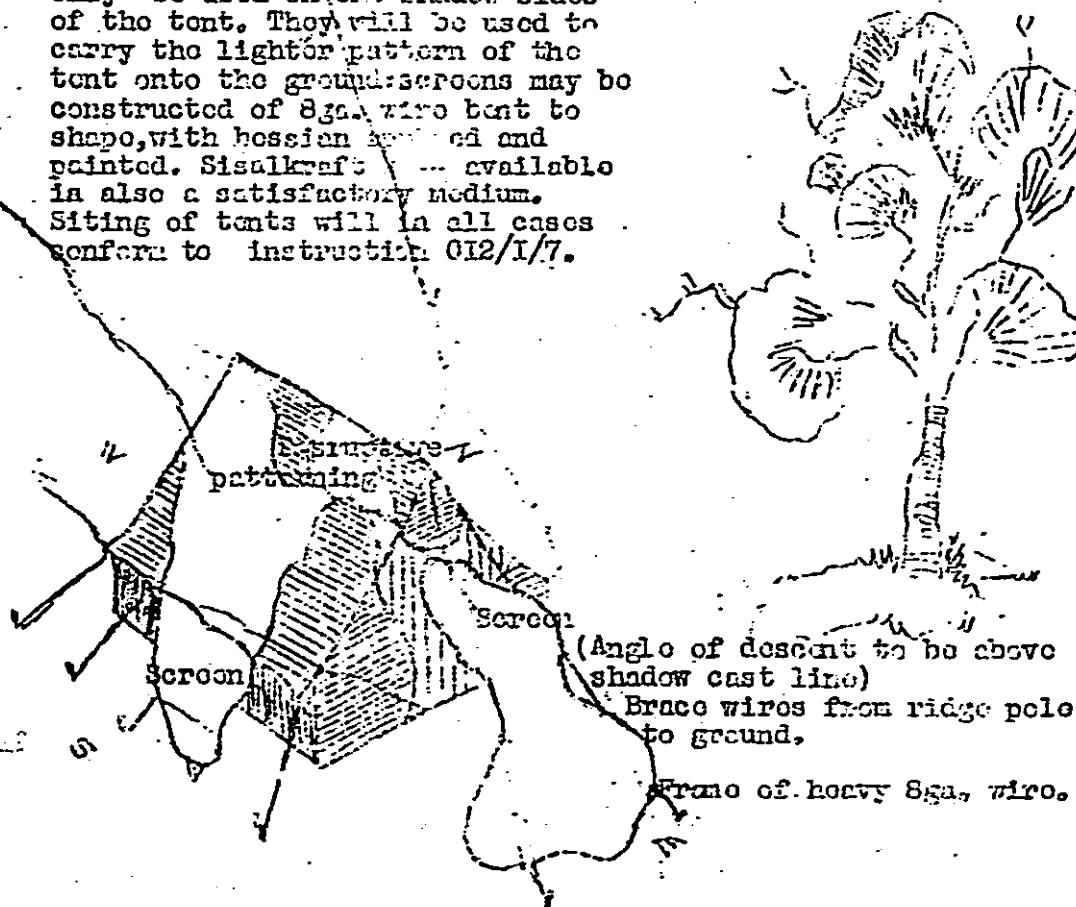 of the tent. They will be used to
carry the lighter pattern of the
tent onto the ground:screens may be
constructed of 8ga. wire bent to
shape,with hessian and
painted. Sisalkraft -- available
in also a satisfactory medium.
Siting of tents will in all cases
conform to instruction 0I2/I/7.
patterning
Screen
Screen
(Angle of descent to be above
shadow cast line)
Brace wires from ridge pole
to ground.
Frame of heavy 8ga. wire.
N
S
E